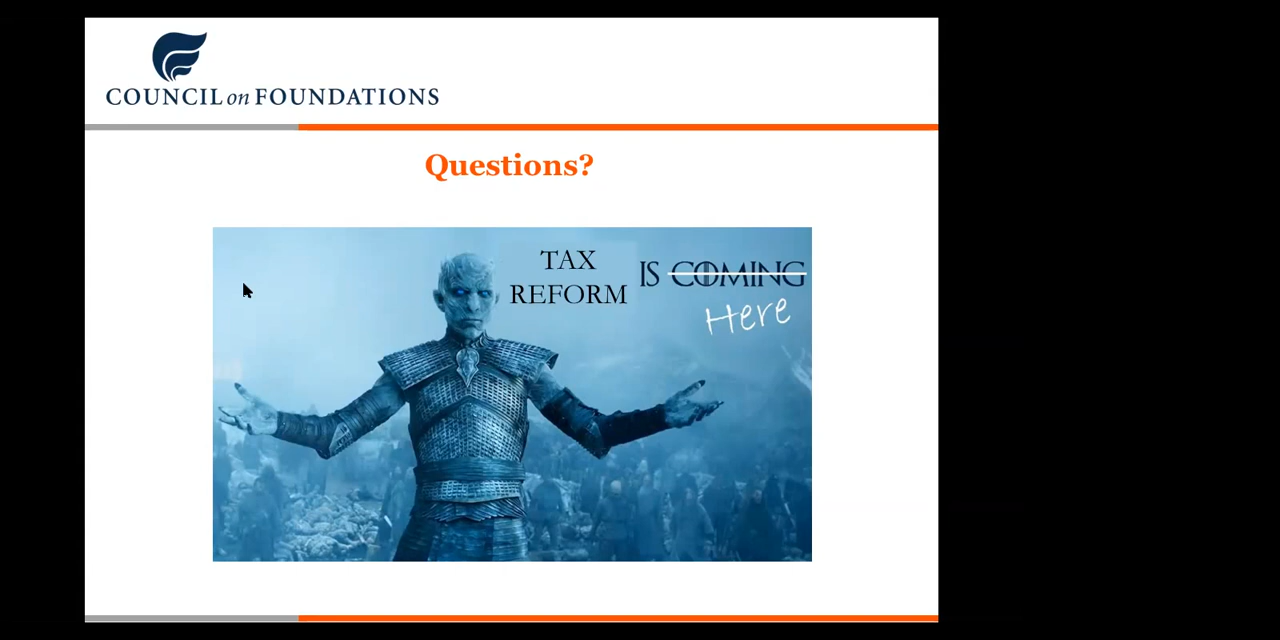 COUNCIL on FOUNDATIONS
Questions?
TAX
REFORM
IS COMING
Here